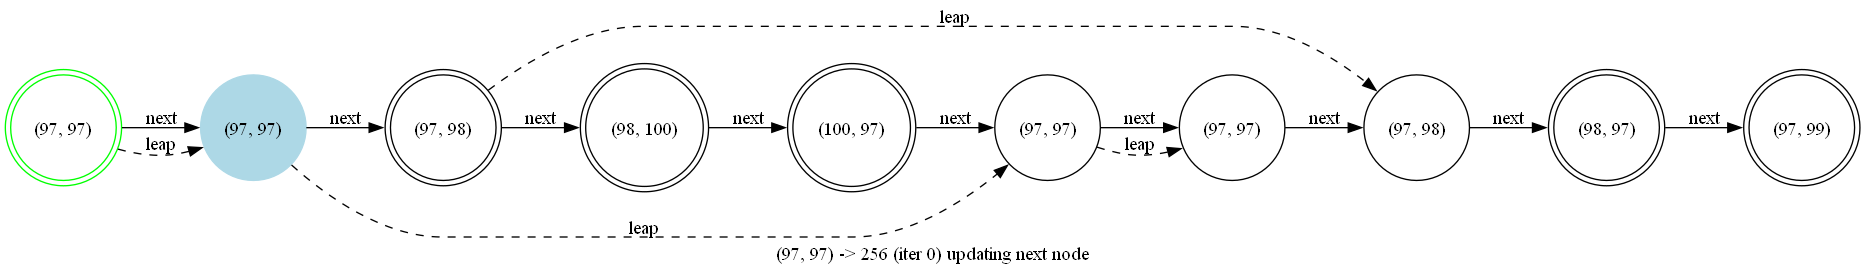 leap
(97, 97) next (97, 97) next (97, 98) next (98, 100) next (100, 97) next (97, 97) next (97, 97) next (97, 98) next (98, 97) next (97, 99)
leap leap
leap
(97, 97) -> 256 (iter 0) updating next node